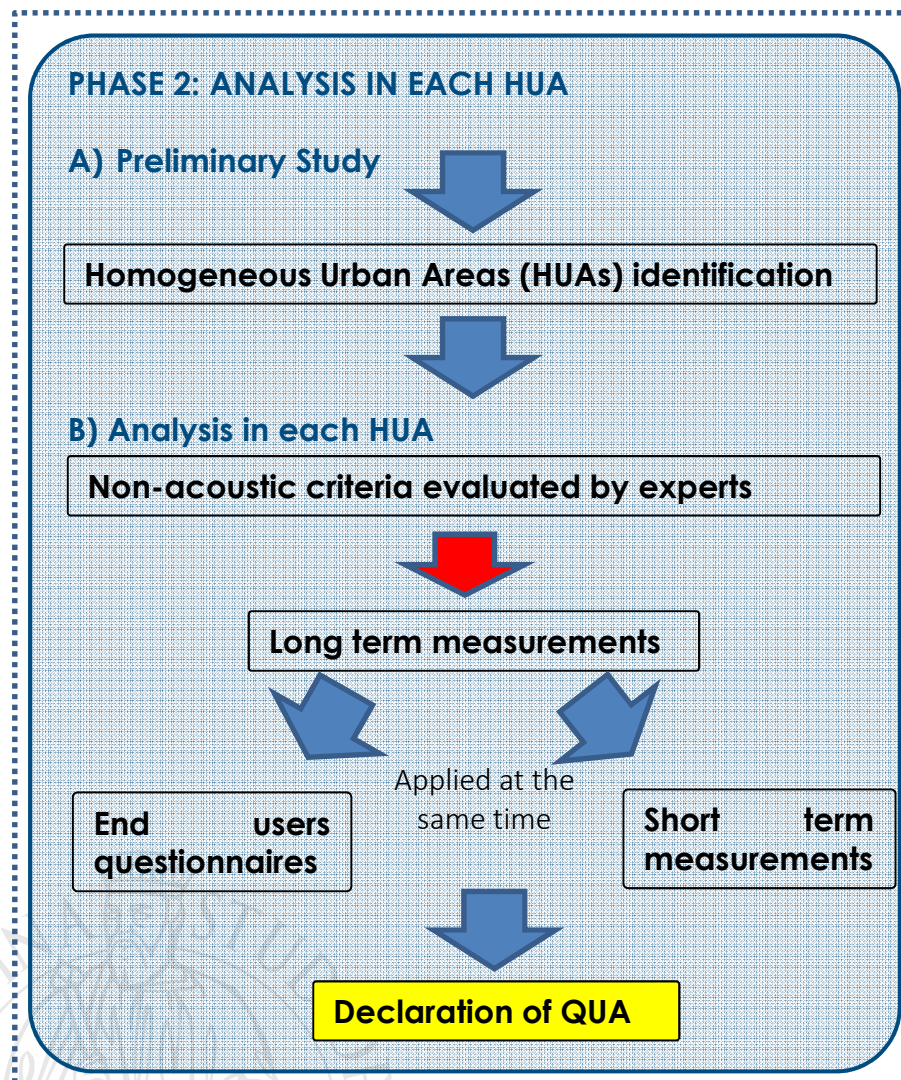 PHASE 2: ANALYSIS IN EACH HUA
A) Preliminary Study
Homogeneous Urban Areas (HUAs) identification
B) Analysis in each HUA
Non-acoustic criteria evaluated by experts
Long term measurements
Applied at the
same time
End users
questionnaires
Short term
measurements
Declaration of QUA